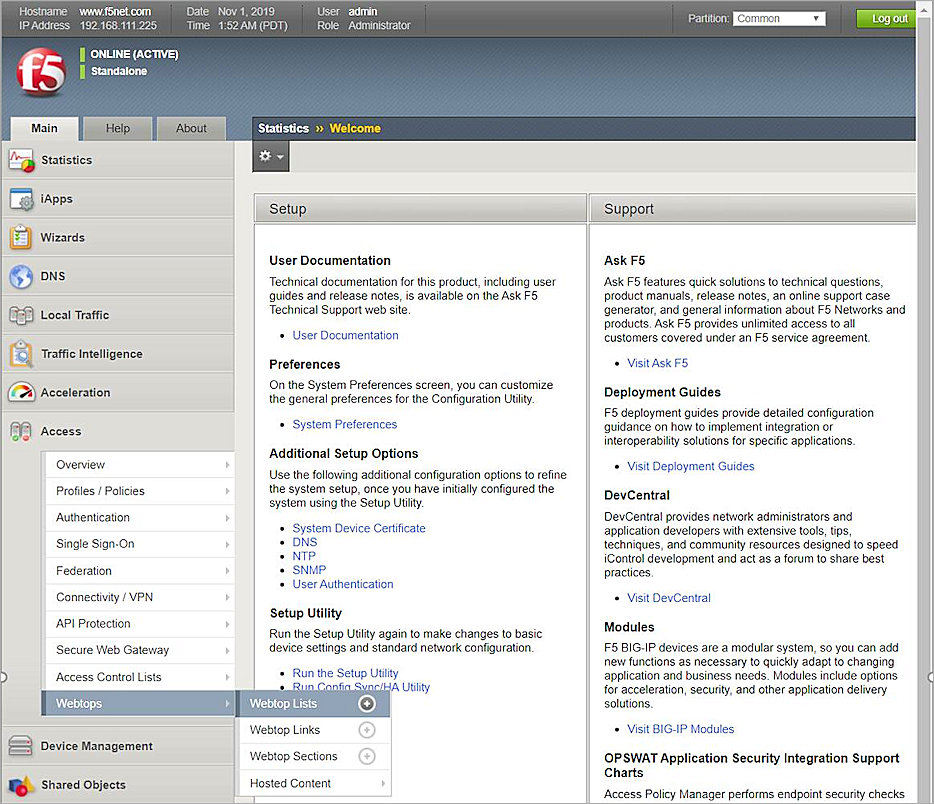 Hostname www.f5net.com Date Nov 1, 2019 User admin
IP Address 192.168.111.225 Time 1:52 AM (PDT) Role Administrator
Partition: Common Log out
f5
ONLINE (ACTIVE)
Standalone
Main Help About
Statistics ›› Welcome
Statistics
iApps
Wizards
DNS
Local Traffic
Traffic Intelligence
Acceleration
Access
Overview
Profiles / Policies
Authentication
Single Sign-On
Federation
Connectivity / VPN
API Protection
Secure Web Gateway
Access Control Lists
Webtops
Device Management
Shared Objects
Webtop Lists
Webtop Links
Webtop Sections
Hosted Content
Setup
User Documentation
Technical documentation for this product, including user
guides and release notes, is available on the Ask F5
Technical Support web site.
• User Documentation
Preferences
On the System Preferences screen, you can customize
the general preferences for the Configuration Utility.
• System Preferences
Additional Setup Options
Use the following additional configuration options to refine
the system setup, once you have initially configured the
system using the Setup Utility.
• System Device Certificate
• DNS
• NTP
• SNMP
• User Authentication
Setup Utility
Run the Setup Utility again to make changes to basic
device settings and standard network configuration.
• Run the Setup Utility
• Run Config Sync/HA Utility
Support
Ask F5
Ask F5 features quick solutions to technical questions,
product manuals, release notes, an online support case
generator, and general information about F5 Networks and
products. Ask F5 provides unlimited access to all
customers covered under an F5 service agreement.
• Visit Ask F5
Deployment Guides
F5 deployment guides provide detailed configuration
guidance on how to implement integration or
interoperability solutions for specific applications.
• Visit Deployment Guides
DevCentral
DevCentral provides network administrators and
application developers with extensive tools, tips,
techniques, and community resources designed to speed
iControl development and act as a forum to share best
practices.
• Visit DevCentral
Modules
F5 BIG-IP devices are a modular system, so you can add
new functions as necessary to quickly adapt to changing
application and business needs. Modules include options
for acceleration, security, and other application delivery
solutions.
• Visit BIG-IP Modules
OPSWAT Application Security Integration Support
Charts
Access Policy Manager performs endpoint security checks